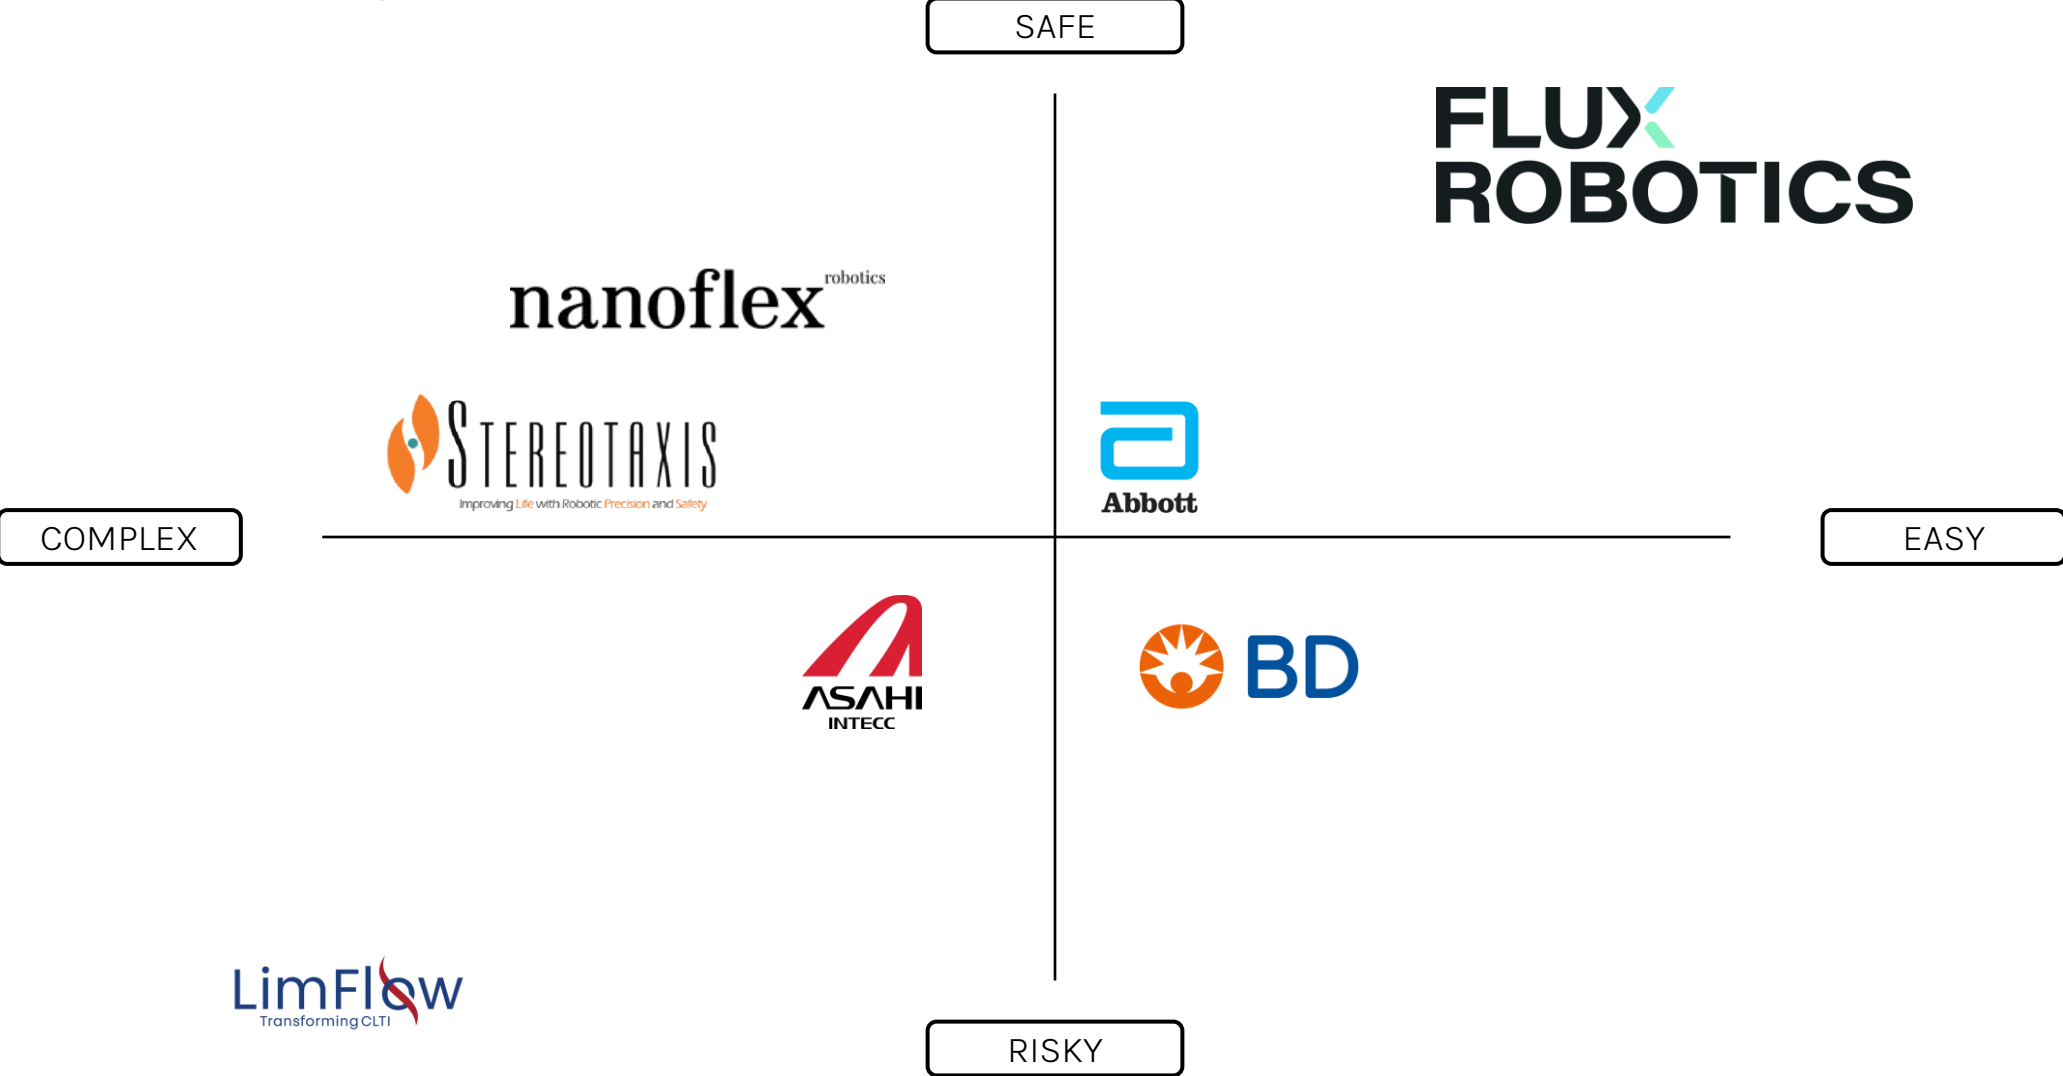 SAFE
FLUX
ROBOTICS
nanoflex robotics
STEREOTAXIS
Improving Life with Robotic Precision and Safety
Abbott
COMPLEX
EASY
ASAHI
INTECC
BD
LimFlow
Transforming CLTI
RISKY